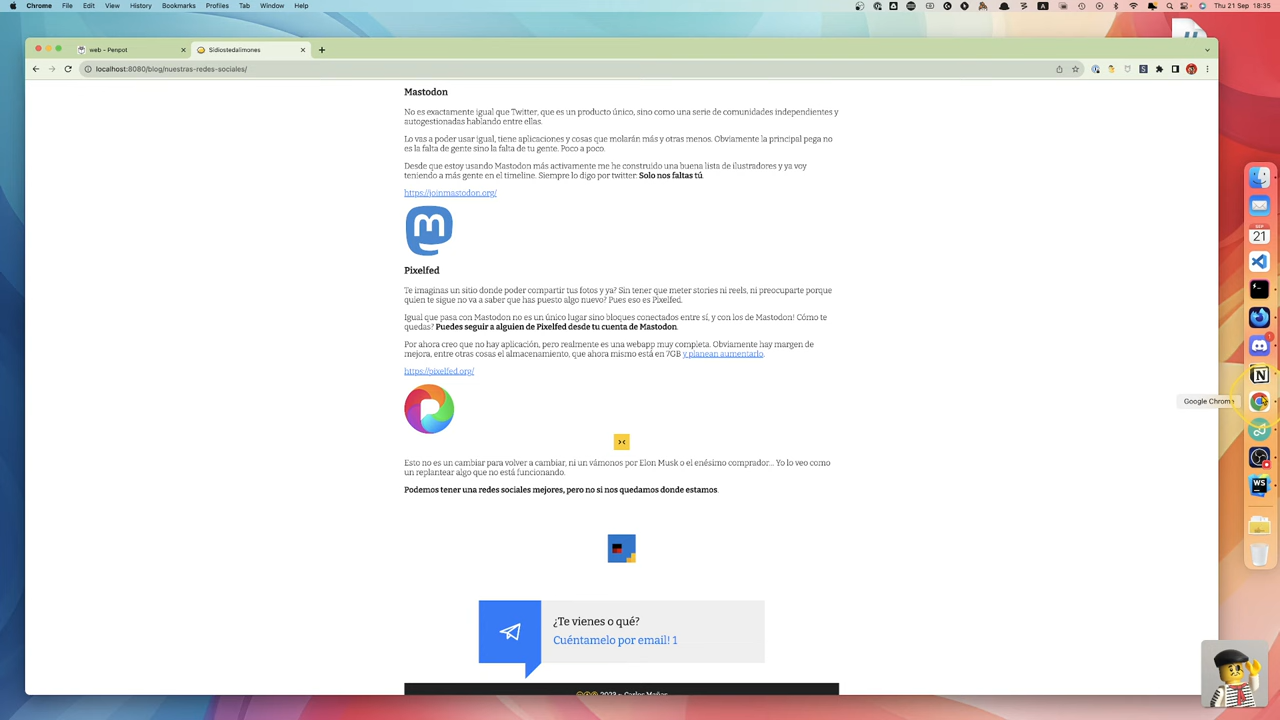 Chrome File Edit View History Bookmarks Profiles Tab Window Help
Thu 21 Sep 18:35
web - Penpot
Sidiostedalimones
localhost:8080/blog/nuestras-redes-sociales/
Mastodon
No es exactamente igual que Twitter, que es un producto único, sino como una serie de comunidades independientes y
autogestionadas hablando entre ellas.
Lo vas a poder usar igual, tiene aplicaciones y cosas que molarán más y otras menos. Obviamente la principal pega no
es la falta de gente sino la falta de tu gente. Poco a poco.
Desde que estoy usando Mastodon más activamente me he construido una buena lista de ilustradores y ya voy
teniendo a más gente en el timeline. Siempre lo digo por twitter: Solo nos faltas tú.
https://joinmastodon.org/
Pixelfed
Te imaginas un sitio donde poder compartir tus fotos y ya? Sin tener que meter stories ni reels, ni preocuparte porque
quien te sigue no va a saber que has puesto algo nuevo? Pues eso es Pixelfed.
Igual que pasa con Mastodon no es un único lugar sino bloques conectados entre sí, y con los de Mastodon! Cómo te
quedas? Puedes seguir a alguien de Pixelfed desde tu cuenta de Mastodon.
Por ahora creo que no hay aplicación, pero realmente es una webapp muy completa. Obviamente hay margen de
mejora, entre otras cosas el almacenamiento, que ahora mismo está en 7GB y planean aumentarlo.
https://pixelfed.org/
Esto no es un cambiar para volver a cambiar, ni un vámonos por Elon Musk o el enésimo comprador... Yo lo veo como
un replantear algo que no está funcionando.
Podemos tener una redes sociales mejores, pero no si nos quedamos donde estamos.
¿Te vienes o qué?
Cuéntamelo por email! 1
2023 - Carlos Mañas
SEP
21
Google Chrome
WS